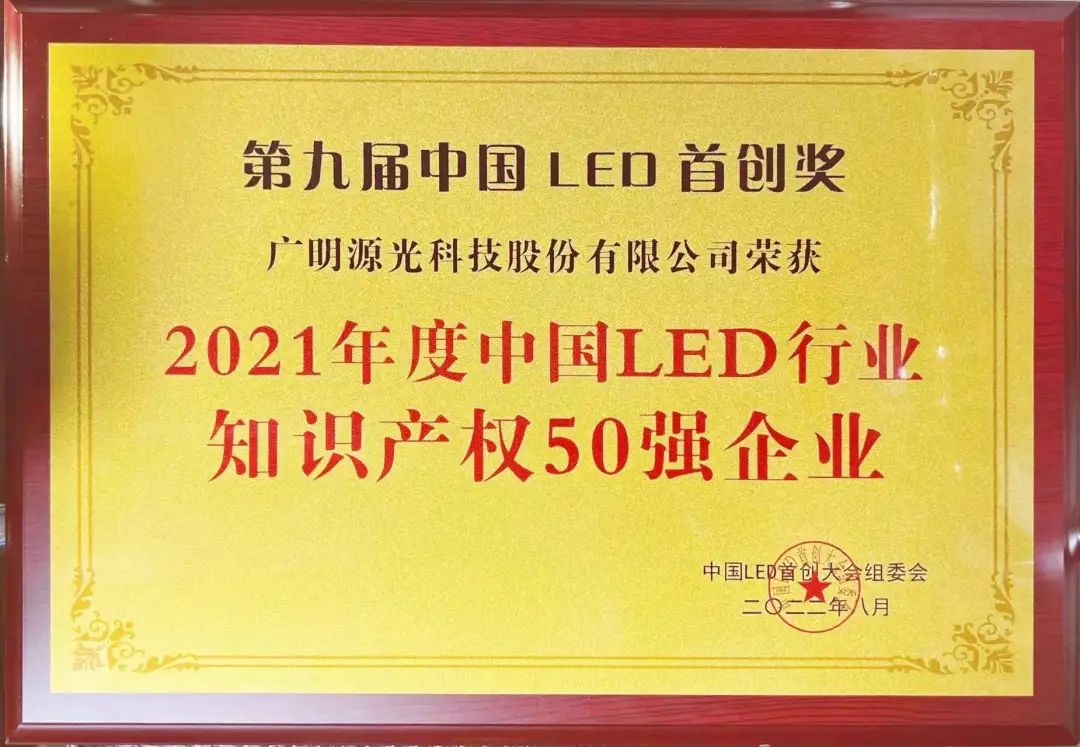 第九届中国LED首创奖
广明源光科技股份有限公司荣获
2021年度中国LED行业
知识产权50强企业
中国LED首创大会组委会
二〇二二年八月